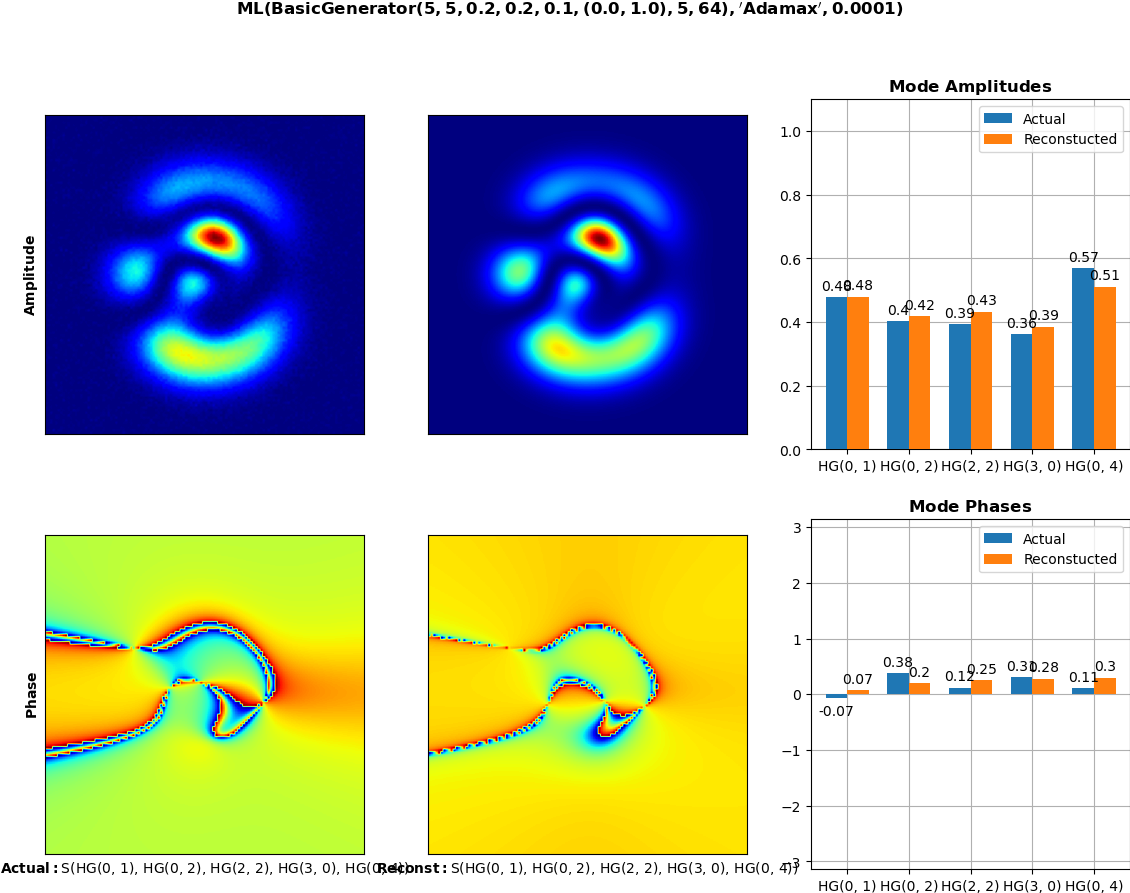 ML(BasicGenerator(5, 5, 0.2, 0.2, 0.1, (0.0, 1.0), 5, 64), 'Adamax', 0.0001)
Amplitude
Mode Amplitudes
Actual
Reconstucted
1.0
0.8
0.6
0.4
0.2
0.0
0.48
0.48
0.4
0.42
0.39
0.43
0.36
0.39
0.57
0.51
HG(0, 1) HG(0, 2) HG(2, 2) HG(3, 0) HG(0, 4)
Phase
Actual: S(HG(0, 1), HG(0, 2), HG(2, 2), HG(3, 0), HG(0, 4))
Reconst: S(HG(0, 1), HG(0, 2), HG(2, 2), HG(3, 0), HG(0, 4))
Mode Phases
Actual
Reconstucted
3
2
1
0
−1
−2
−3
-0.07
0.07
0.38
0.2
0.12
0.25
0.31
0.28
0.11
0.3
HG(0, 1) HG(0, 2) HG(2, 2) HG(3, 0) HG(0, 4)